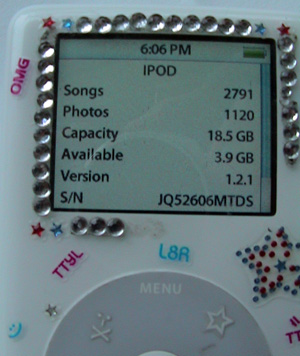 6:06 PM
IPOD
OMG
Songs 2791
Photos 1120
Capacity 18.5 GB
Available 3.9 GB
Version 1.2.1
S/N JQ52606MTDS
TTYL
L8R
MENU